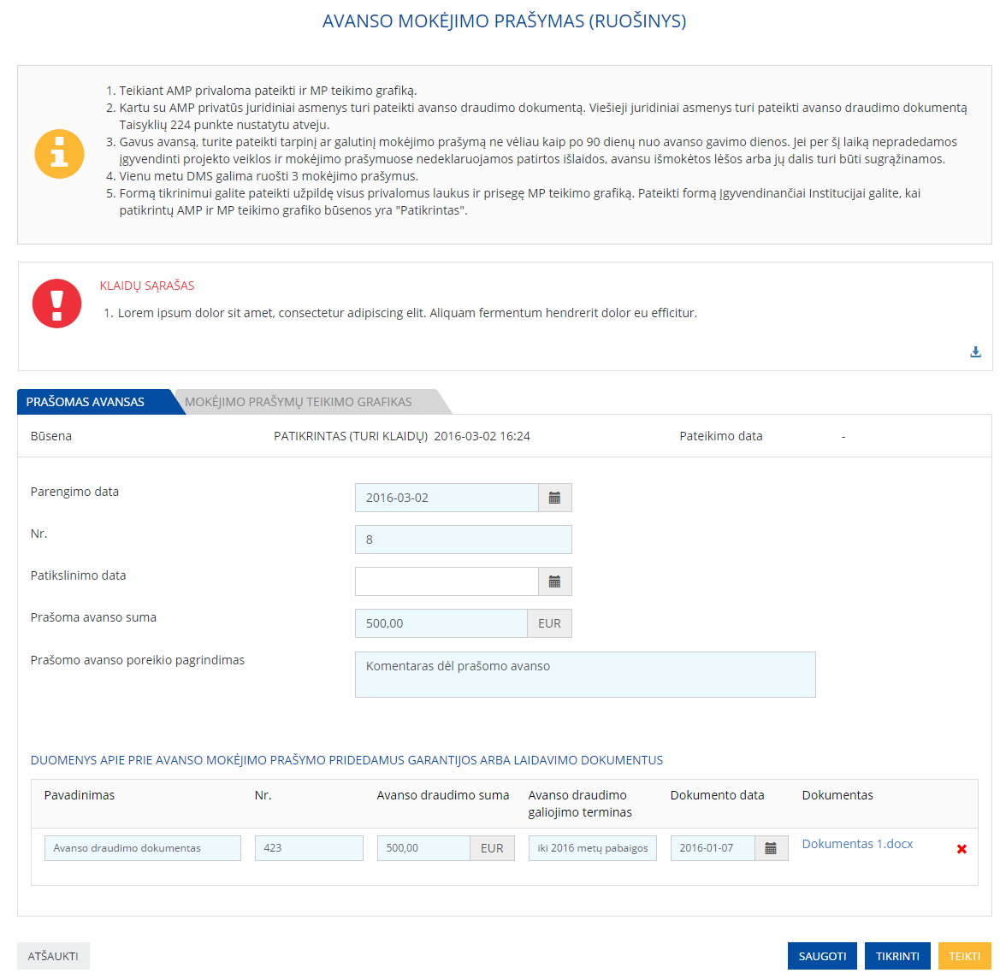 AVANSO MOKĖJIMO PRAŠYMAS (RUOŠINYS)
1. Teikiant AMP privaloma pateikti ir MP teikimo grafiką.
2. Kartu su AMP privatūs juridiniai asmenys turi pateikti avanso draudimo dokumentą. Viešieji juridiniai asmenys turi pateikti avanso draudimo dokumentą
Taisyklių 224 punkte nustatytu atveju.
3. Gavus avansą, turite pateikti tarpinį ar galutinį mokėjimo prašymą ne vėliau kaip po 90 dienų nuo avanso gavimo dienos. Jei per šį laiką nepradedamos
įgyvendinti projekto veiklos ir mokėjimo prašymuose nedeklaruojamos patirtos išlaidos, avansu išmokėtos lėšos arba jų dalis turi būti sugrąžinamos.
4. Vienu metu DMS galima ruošti 3 mokėjimo prašymus.
5. Formą tikrinimui galite pateikti užpildę visus privalomus laukus ir prisegę MP teikimo grafiką. Pateikti formą Įgyvendinančiai Institucijai galite, kai
patikrintų AMP ir MP teikimo grafiko būsenos yra "Patikrintas".
KLAIDŲ SĄRAŠAS
1. Lorem ipsum dolor sit amet, consectetur adipiscing elit. Aliquam fermentum hendrerit dolor eu efficitur.
PRAŠOMAS AVANSAS MOKĖJIMO PRAŠYMŲ TEIKIMO GRAFIKAS
Būsena PATIKRINTAS (TURI KLAIDŲ) 2016-03-02 16:24 Pateikimo data -
Parengimo data 2016-03-02
Nr. 8
Patikslinimo data
Prašoma avanso suma 500,00 EUR
Prašomo avanso poreikio pagrindimas Komentaras dėl prašomo avanso
DUOMENYS APIE PRIE AVANSO MOKĖJIMO PRAŠYMO PRIDEDAMUS GARANTIJOS ARBA LAIDAVIMO DOKUMENTUS
Pavadinimas Nr. Avanso draudimo suma Avanso draudimo Dokumento data Dokumentas
galiojimo terminas
Avanso draudimo dokumentas 423 500,00 EUR iki 2016 metų pabaigos 2016-01-07 Dokumentas 1.docx
ATŠAUKTI SAUGOTI TIKRINTI TEIKTI